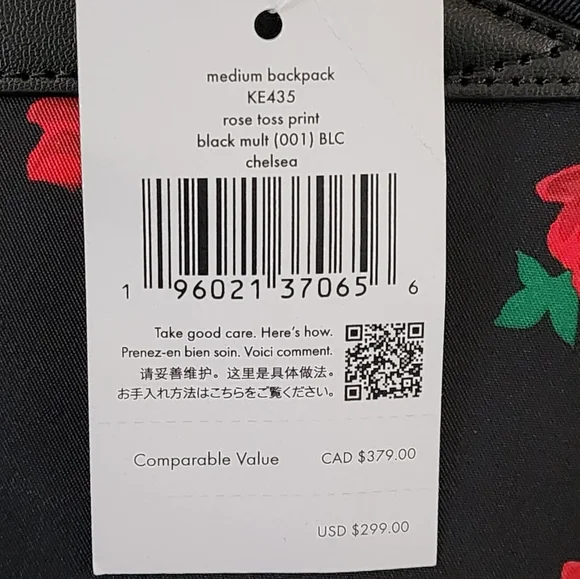 medium backpack
KE435
rose toss print
black mult (001) BLC
chelsea
1 96021 37065 6
Take good care. Here's how.
Prenez-en bien soin. Voici comment.
请妥善维护。这里是具体做法。
お手入れ方法はこちらをご覧ください。
Comparable Value CAD $379.00
USD $299.00